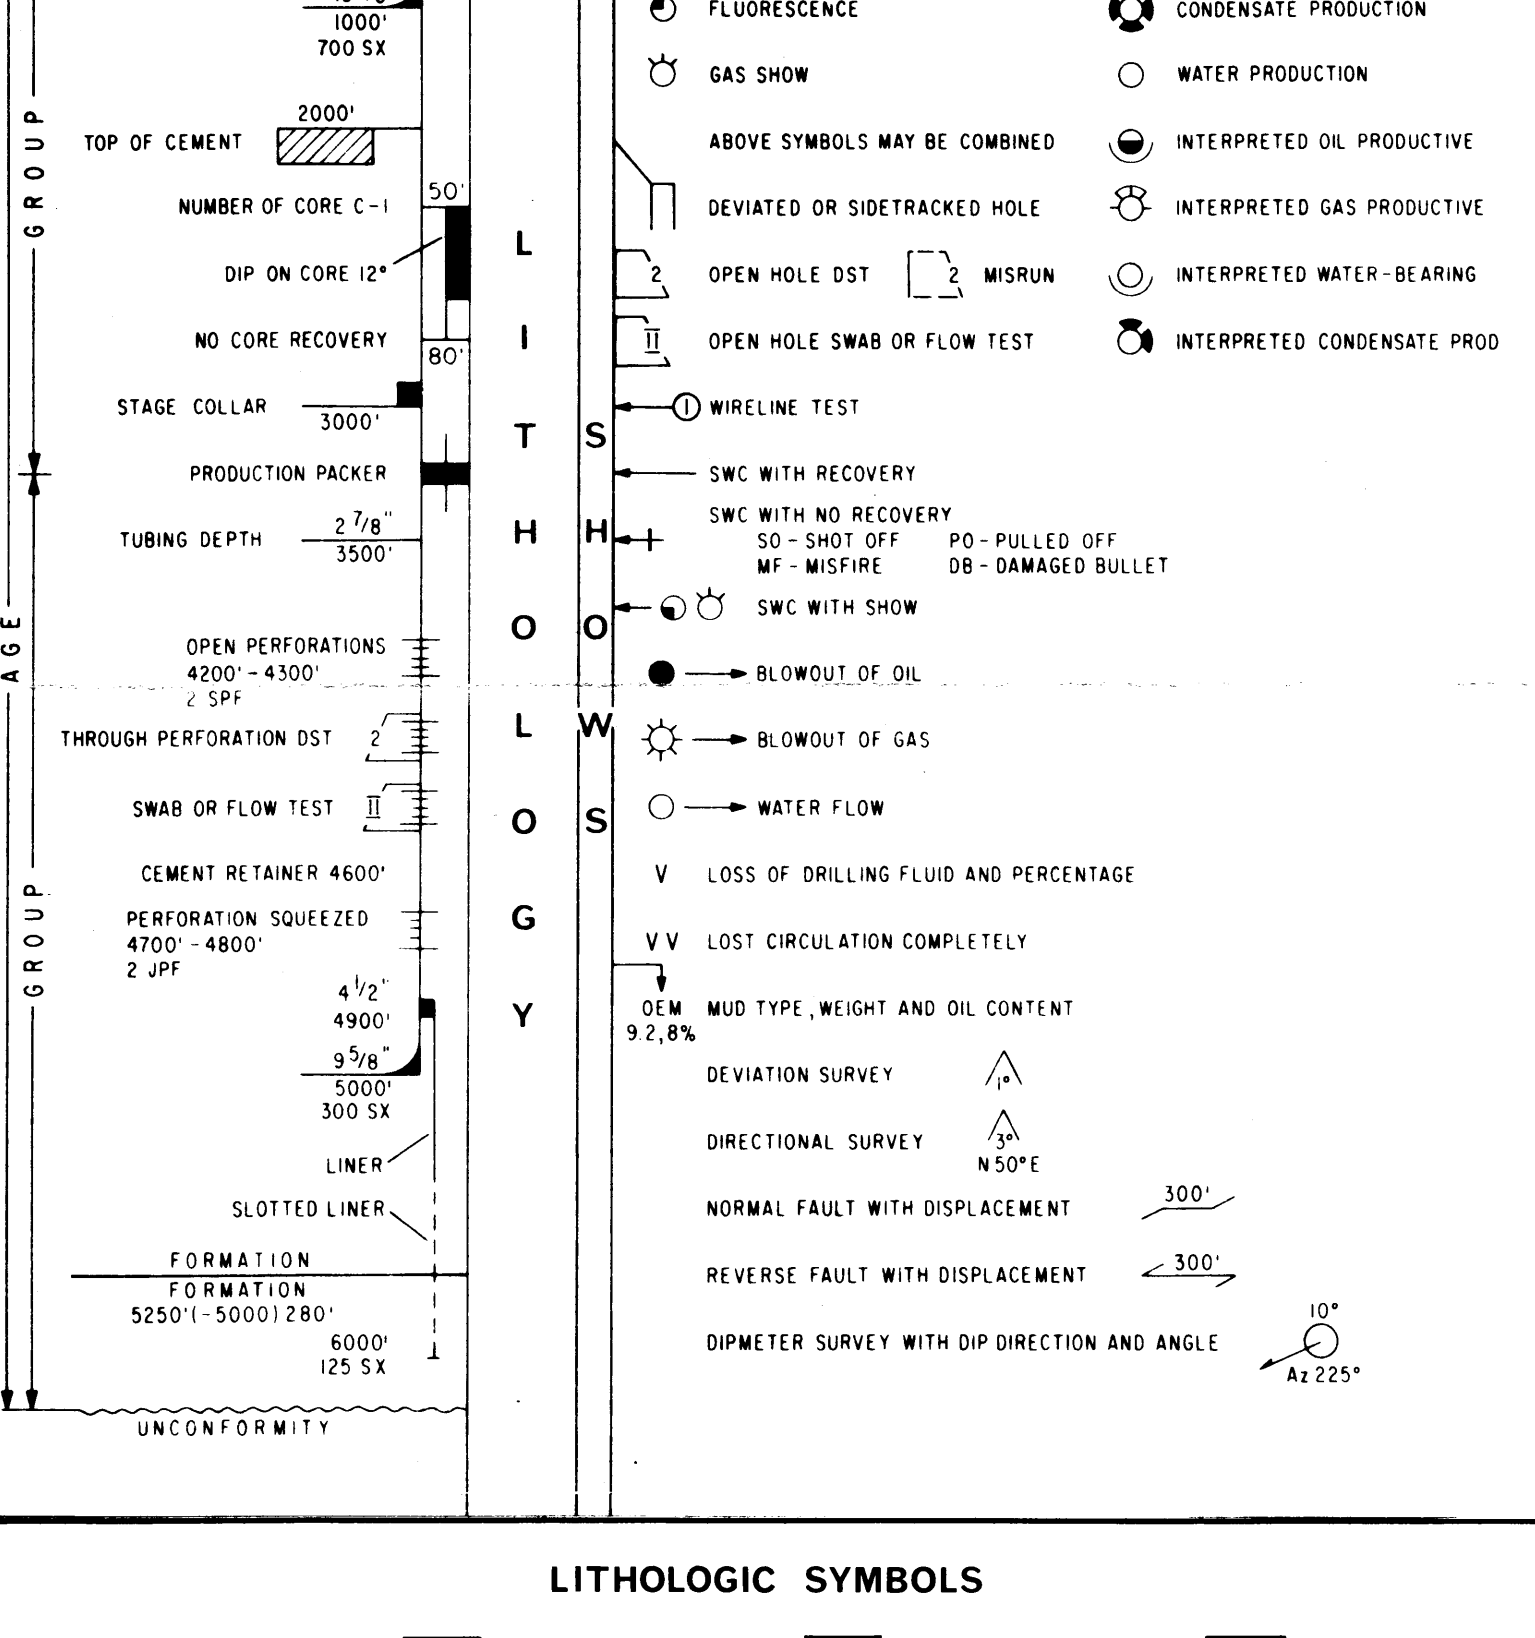 1000'
700 SX
2000'
TOP OF CEMENT
50'
NUMBER OF CORE C-1
DIP ON CORE 12°
NO CORE RECOVERY
80'
STAGE COLLAR
3000'
PRODUCTION PACKER
2 7/8"
TUBING DEPTH
3500'
OPEN PERFORATIONS
4200' - 4300'
2 SPF
THROUGH PERFORATION DST 2
SWAB OR FLOW TEST II
CEMENT RETAINER 4600'
PERFORATION SQUEEZED
4700' - 4800'
2 JPF
4 1/2"
4900'
9 5/8"
5000'
300 SX
LINER
SLOTTED LINER
FORMATION
FORMATION
5250'(-5000) 280'
6000'
125 SX
UNCONFORMITY
GROUP
AGE
GROUP
LITHOLOGY
SHOWS
FLUORESCENCE
GAS SHOW
ABOVE SYMBOLS MAY BE COMBINED
DEVIATED OR SIDETRACKED HOLE
2 OPEN HOLE DST 2 MISRUN
II OPEN HOLE SWAB OR FLOW TEST
1 WIRELINE TEST
SWC WITH RECOVERY
SWC WITH NO RECOVERY
SO - SHOT OFF PO - PULLED OFF
MF - MISFIRE DB - DAMAGED BULLET
SWC WITH SHOW
BLOWOUT OF OIL
BLOWOUT OF GAS
WATER FLOW
V LOSS OF DRILLING FLUID AND PERCENTAGE
V V LOST CIRCULATION COMPLETELY
OEM MUD TYPE, WEIGHT AND OIL CONTENT
9.2, 8%
DEVIATION SURVEY 1°
DIRECTIONAL SURVEY 3°
N 50° E
NORMAL FAULT WITH DISPLACEMENT 300'
REVERSE FAULT WITH DISPLACEMENT 300'
10°
DIPMETER SURVEY WITH DIP DIRECTION AND ANGLE
Az 225°
CONDENSATE PRODUCTION
WATER PRODUCTION
INTERPRETED OIL PRODUCTIVE
INTERPRETED GAS PRODUCTIVE
INTERPRETED WATER-BEARING
INTERPRETED CONDENSATE PROD
LITHOLOGIC SYMBOLS